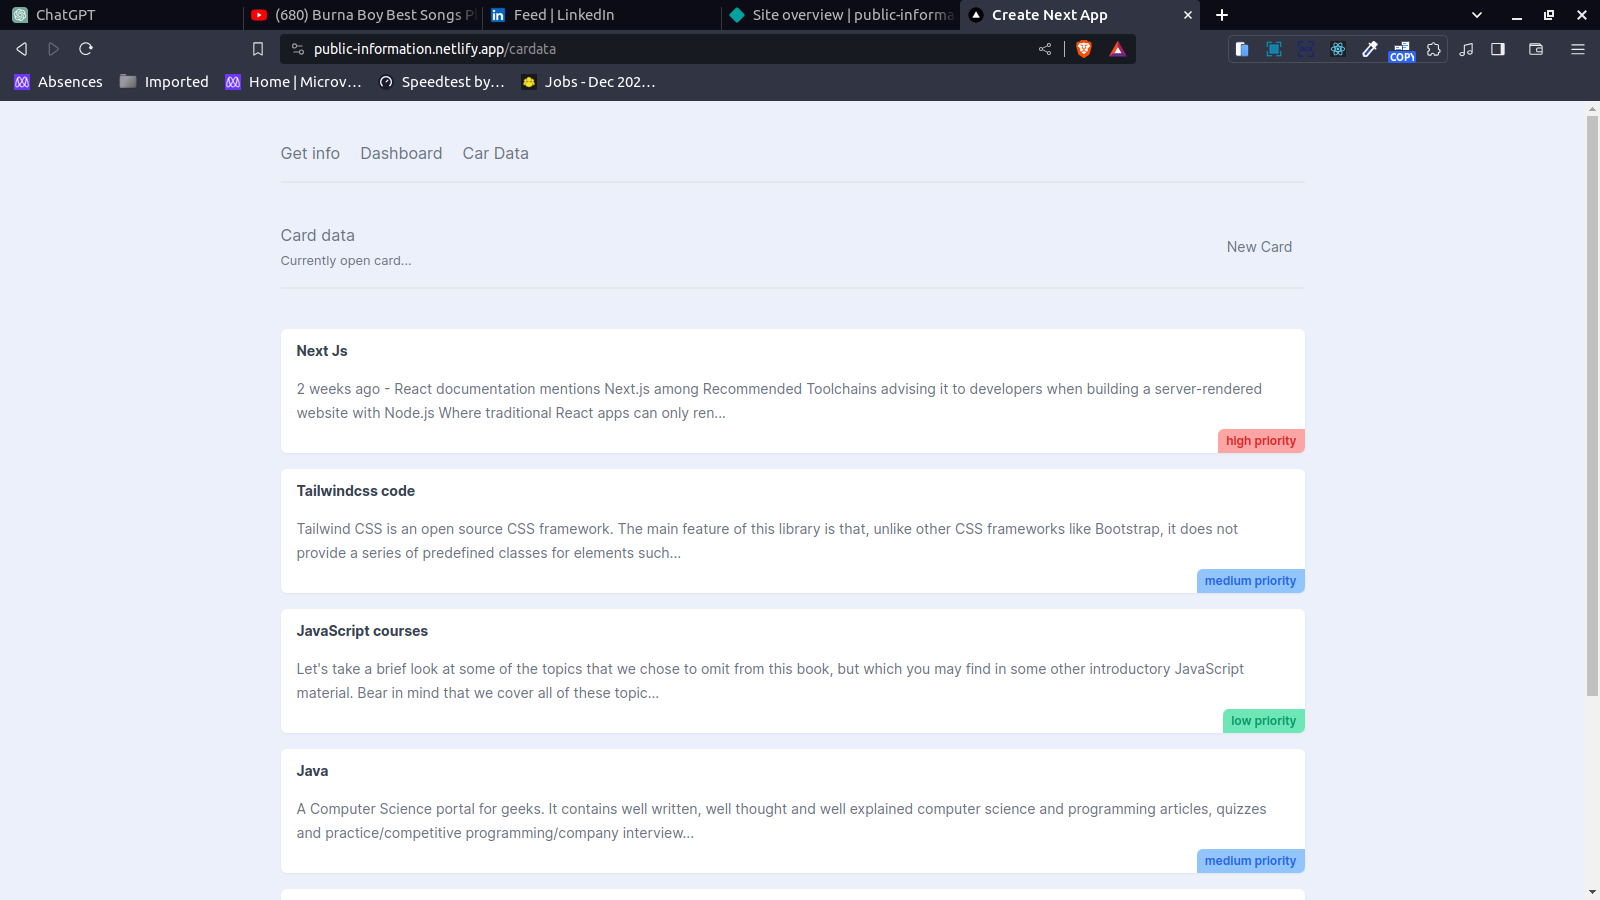 ChatGPT
(680) Burna Boy Best Songs Pl
Feed | LinkedIn
Site overview | public-informa
Create Next App
public-information.netlify.app/cardata
COPY
Absences
Imported
Home | Microv...
Speedtest by...
Jobs - Dec 202...
Get info
Dashboard
Car Data
Card data
Currently open card...
New Card
Next Js
2 weeks ago - React documentation mentions Next.js among Recommended Toolchains advising it to developers when building a server-rendered
website with Node.js Where traditional React apps can only ren...
high priority
Tailwindcss code
Tailwind CSS is an open source CSS framework. The main feature of this library is that, unlike other CSS frameworks like Bootstrap, it does not
provide a series of predefined classes for elements such...
medium priority
JavaScript courses
Let's take a brief look at some of the topics that we chose to omit from this book, but which you may find in some other introductory JavaScript
material. Bear in mind that we cover all of these topic...
low priority
Java
A Computer Science portal for geeks. It contains well written, well thought and well explained computer science and programming articles, quizzes
and practice/competitive programming/company interview...
medium priority